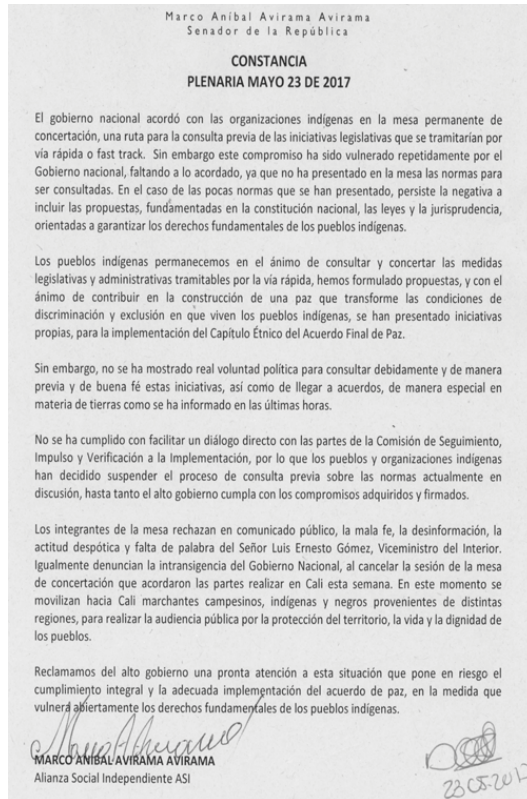 Marco Aníbal Avirama Avirama
Senador de la República
CONSTANCIA
PLENARIA MAYO 23 DE 2017
El gobierno nacional acordó con las organizaciones indígenas en la mesa permanente de
concertación, una ruta para la consulta previa de las iniciativas legislativas que se tramitarían por
vía rápida o fast track. Sin embargo este compromiso ha sido vulnerado repetidamente por el
Gobierno nacional, faltando a lo acordado, ya que no ha presentado en la mesa las normas para
ser consultadas. En el caso de las pocas normas que se han presentado, persiste la negativa a
incluir las propuestas, fundamentadas en la constitución nacional, las leyes y la jurisprudencia,
orientadas a garantizar los derechos fundamentales de los pueblos indígenas.
Los pueblos indígenas permanecemos en el ánimo de consultar y concertar las medidas
legislativas y administrativas tramitables por la vía rápida, hemos formulado propuestas, y con el
ánimo de contribuir en la construcción de una paz que transforme las condiciones de
discriminación y exclusión en que viven los pueblos indígenas, se han presentado iniciativas
propias, para la implementación del Capítulo Étnico del Acuerdo Final de Paz.
Sin embargo, no se ha mostrado real voluntad política para consultar debidamente y de manera
previa y de buena fé estas iniciativas, así como de llegar a acuerdos, de manera especial en
materia de tierras como se ha informado en las últimas horas.
No se ha cumplido con facilitar un diálogo directo con las partes de la Comisión de Seguimiento,
Impulso y Verificación a la Implementación, por lo que los pueblos y organizaciones indígenas
han decidido suspender el proceso de consulta previa sobre las normas actualmente en
discusión, hasta tanto el alto gobierno cumpla con los compromisos adquiridos y firmados.
Los integrantes de la mesa rechazan en comunicado público, la mala fe, la desinformación, la
actitud despótica y falta de palabra del Señor Luis Ernesto Gómez, Viceministro del Interior.
Igualmente denuncian la intransigencia del Gobierno Nacional, al cancelar la sesión de la mesa
de concertación que acordaron las partes realizar en Cali esta semana. En este momento se
movilizan hacia Cali marchantes campesinos, indígenas y negros provenientes de distintas
regiones, para realizar la audiencia pública por la protección del territorio, la vida y la dignidad de
los pueblos.
Reclamamos del alto gobierno una pronta atención a esta situación que pone en riesgo el
cumplimiento integral y la adecuada implementación del acuerdo de paz, en la medida que
vulnera abiertamente los derechos fundamentales de los pueblos indígenas.
MARCO ANIBAL AVIRAMA AVIRAMA
Alianza Social Independiente ASI
23 05-2017